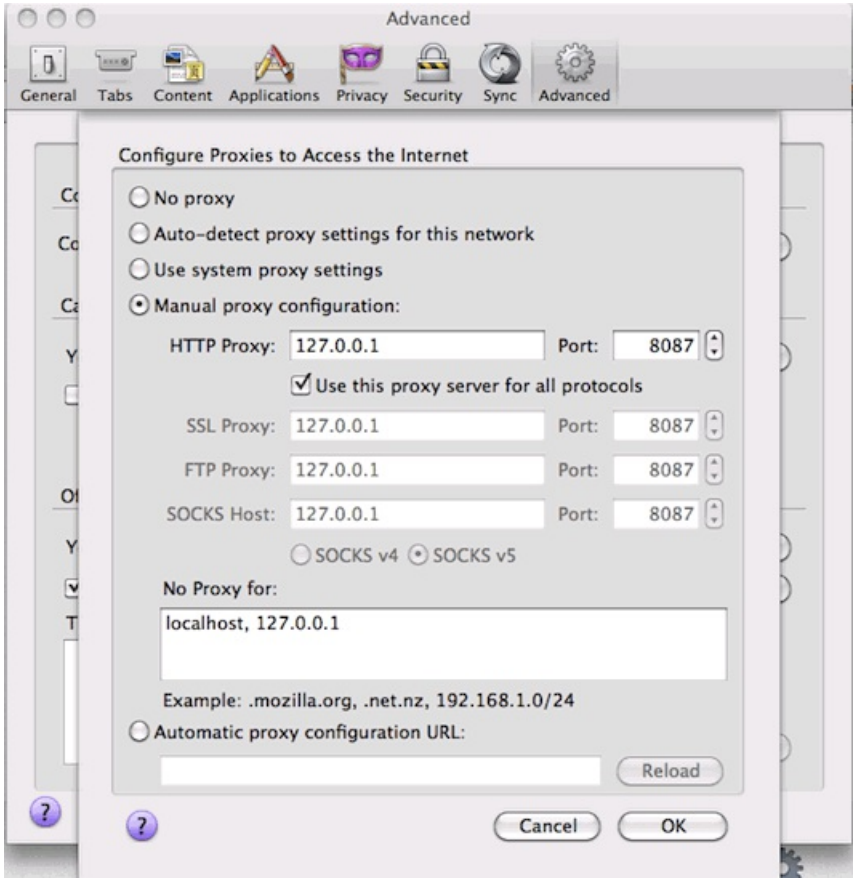 Advanced
General Tabs Content Applications Privacy Security Sync Advanced
Configure Proxies to Access the Internet
No proxy
Auto-detect proxy settings for this network
Use system proxy settings
Manual proxy configuration:
HTTP Proxy: 127.0.0.1 Port: 8087
Use this proxy server for all protocols
SSL Proxy: 127.0.0.1 Port: 8087
FTP Proxy: 127.0.0.1 Port: 8087
SOCKS Host: 127.0.0.1 Port: 8087
SOCKS v4 SOCKS v5
No Proxy for:
localhost, 127.0.0.1
Example: .mozilla.org, .net.nz, 192.168.1.0/24
Automatic proxy configuration URL:
Reload
? ? Cancel OK